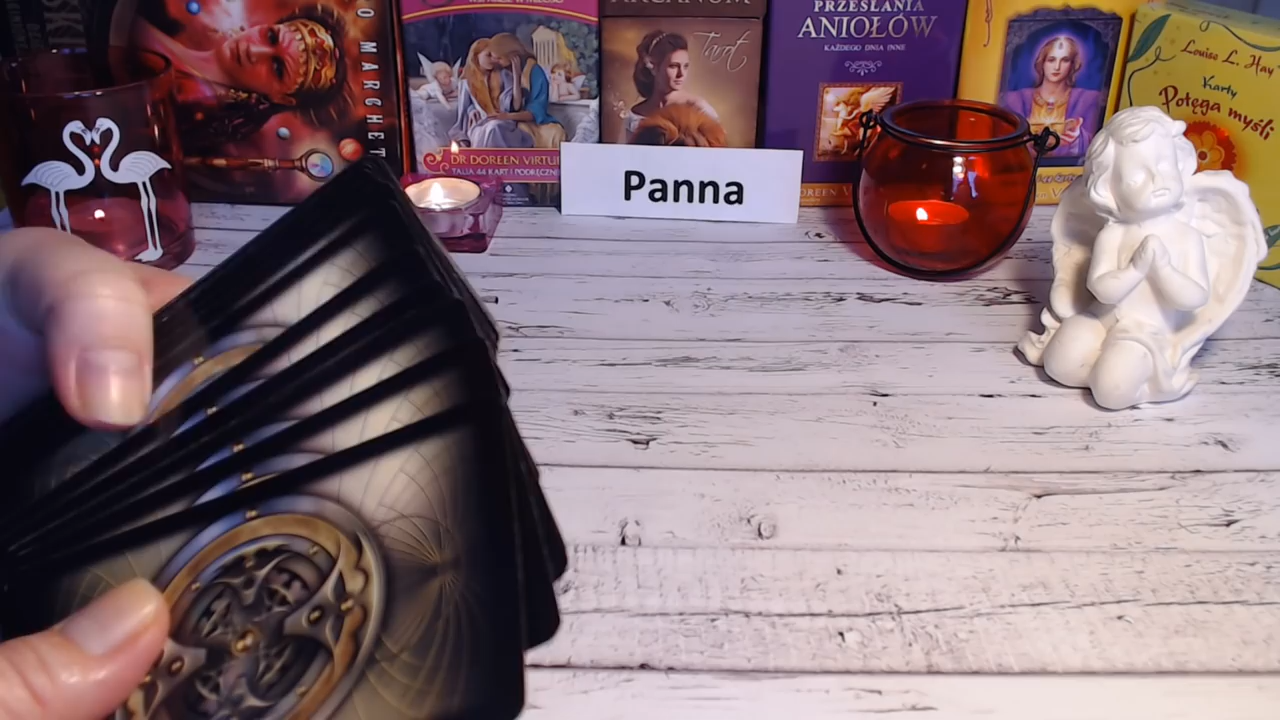 O MARCHET
DR. DOREEN VIRTUE
TALIA 44 KART I PODRĘCZNIK
ARCANUM
Tarot
PRZESŁANIA
ANIOŁÓW
KAŻDEGO DNIA INNE
DOREEN V
Louise L. Hay
Karty
Potęga myśli
Panna